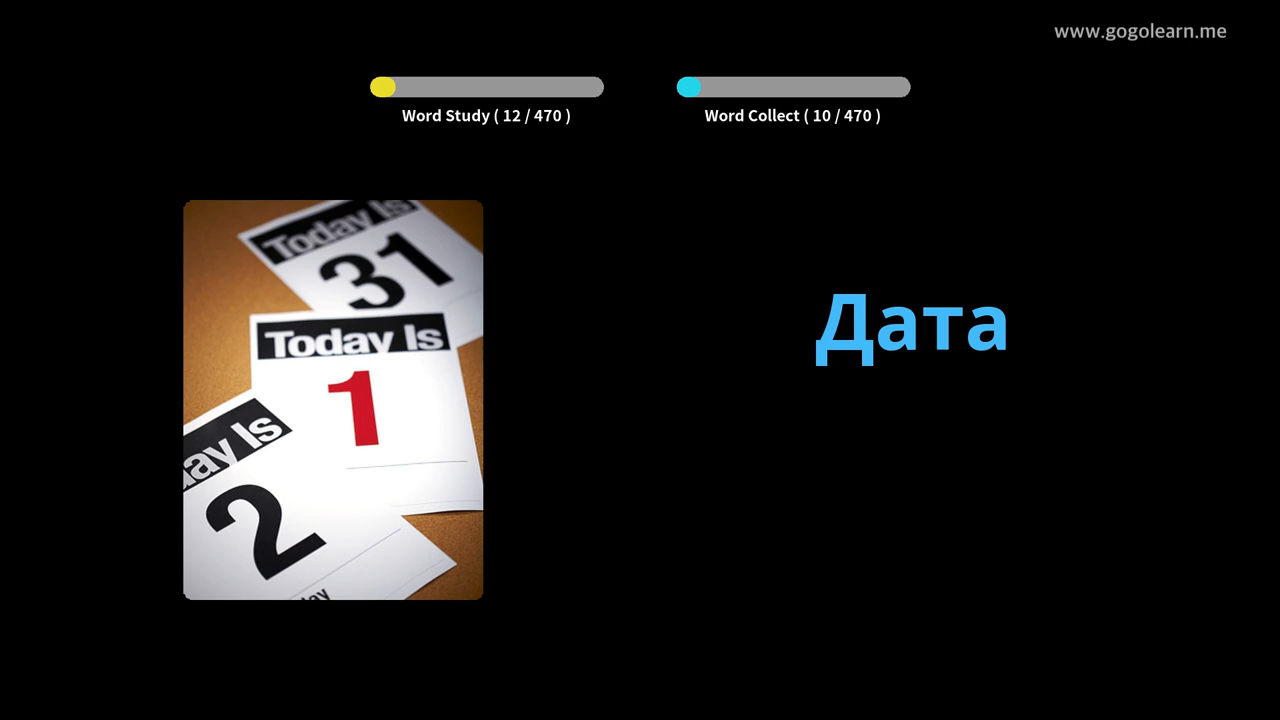 www.gogolearn.me
Word Study ( 12 / 470 )
Word Collect ( 10 / 470 )
Today Is
31
Today Is
1
ay Is
2
Дата